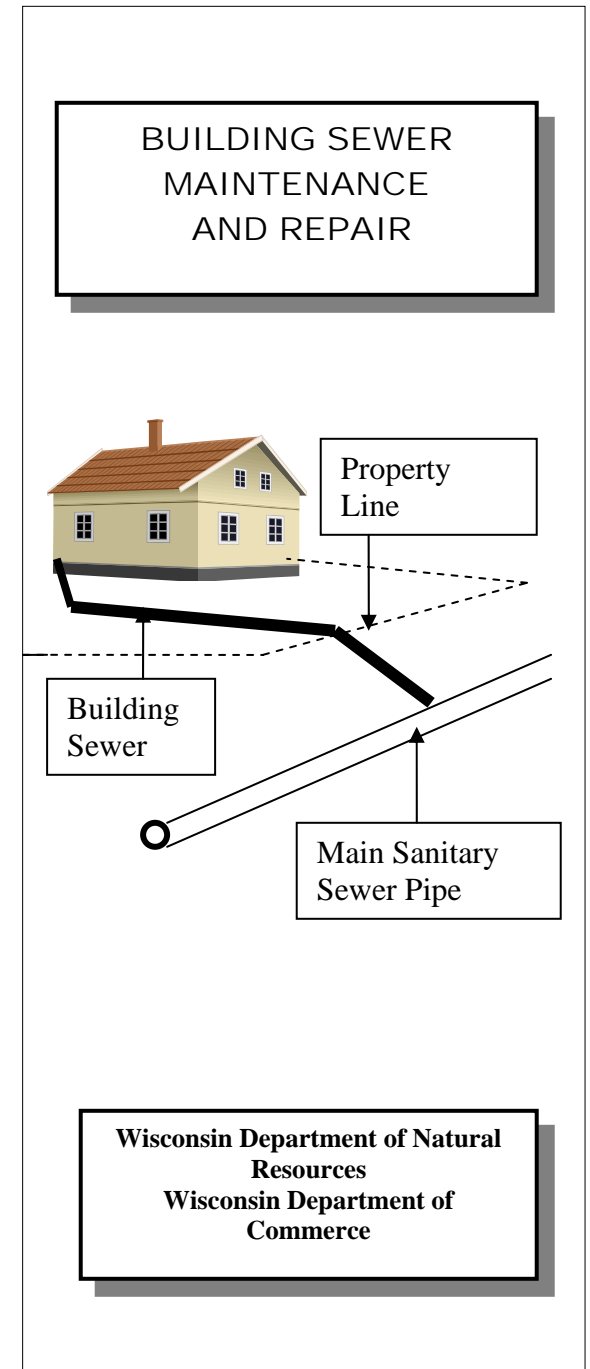 BUILDING SEWER
MAINTENANCE
AND REPAIR
Property
Line
Building
Sewer
Main Sanitary
Sewer Pipe
Wisconsin Department of Natural
Resources
Wisconsin Department of
Commerce